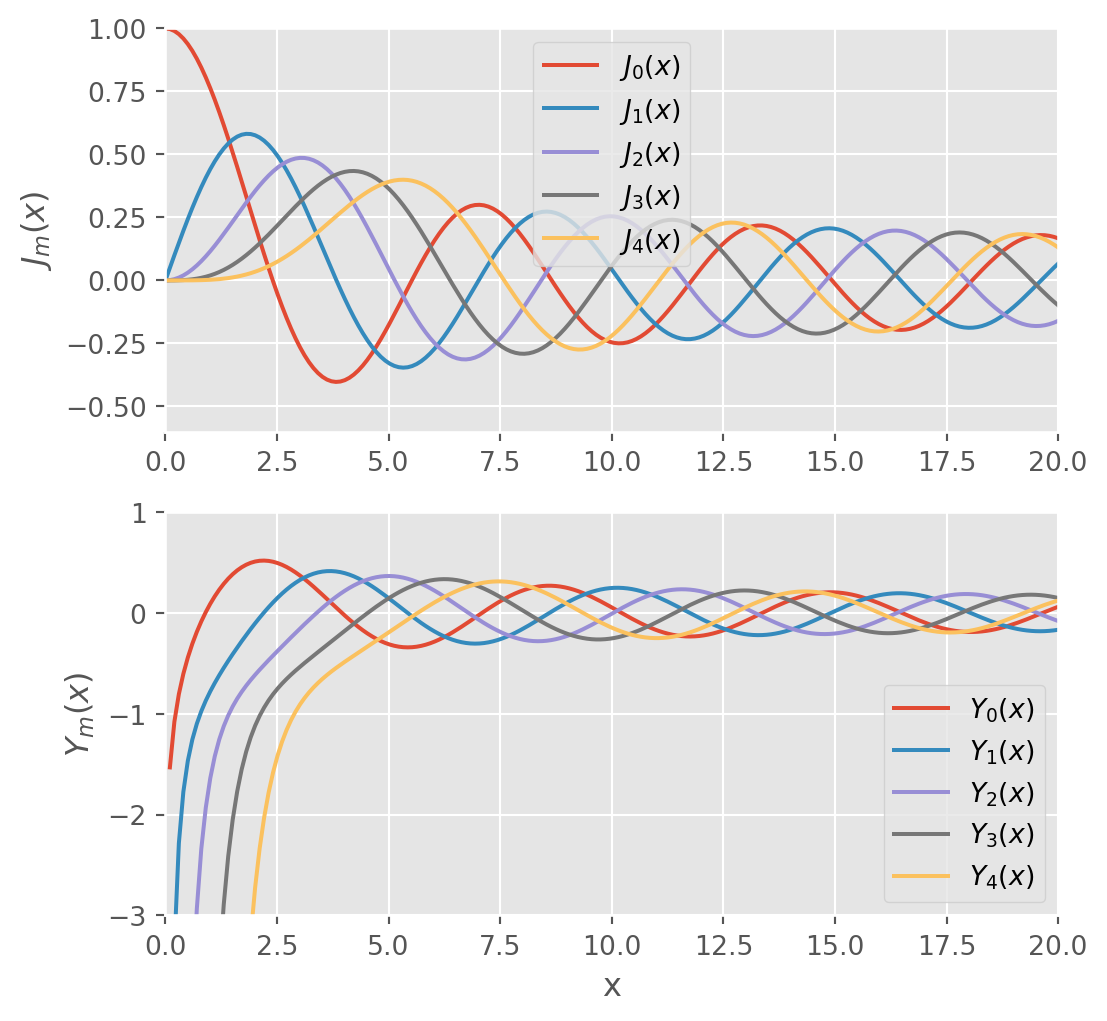 1.00
0.75
0.50
0.25
0.00
−0.25
−0.50
J_m(x)
J_0(x)
J_1(x)
J_2(x)
J_3(x)
J_4(x)
0.0 2.5 5.0 7.5 10.0 12.5 15.0 17.5 20.0
1
0
−1
−2
−3
Y_m(x)
Y_0(x)
Y_1(x)
Y_2(x)
Y_3(x)
Y_4(x)
0.0 2.5 5.0 7.5 10.0 12.5 15.0 17.5 20.0
x